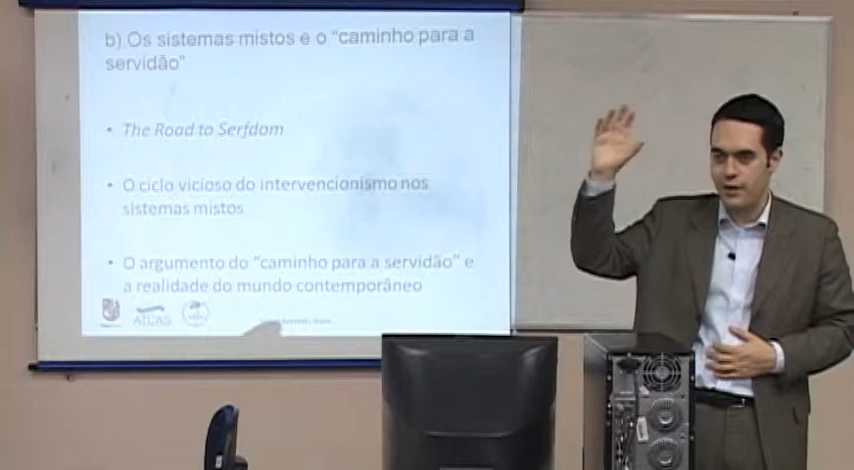 b) Os sistemas mistos e o "caminho para a
servidão"
• The Road to Serfdom
• O ciclo vicioso do intervencionismo nos
sistemas mistos
• O argumento do "caminho para a servidão" e
a realidade do mundo contemporâneo
ATLAS